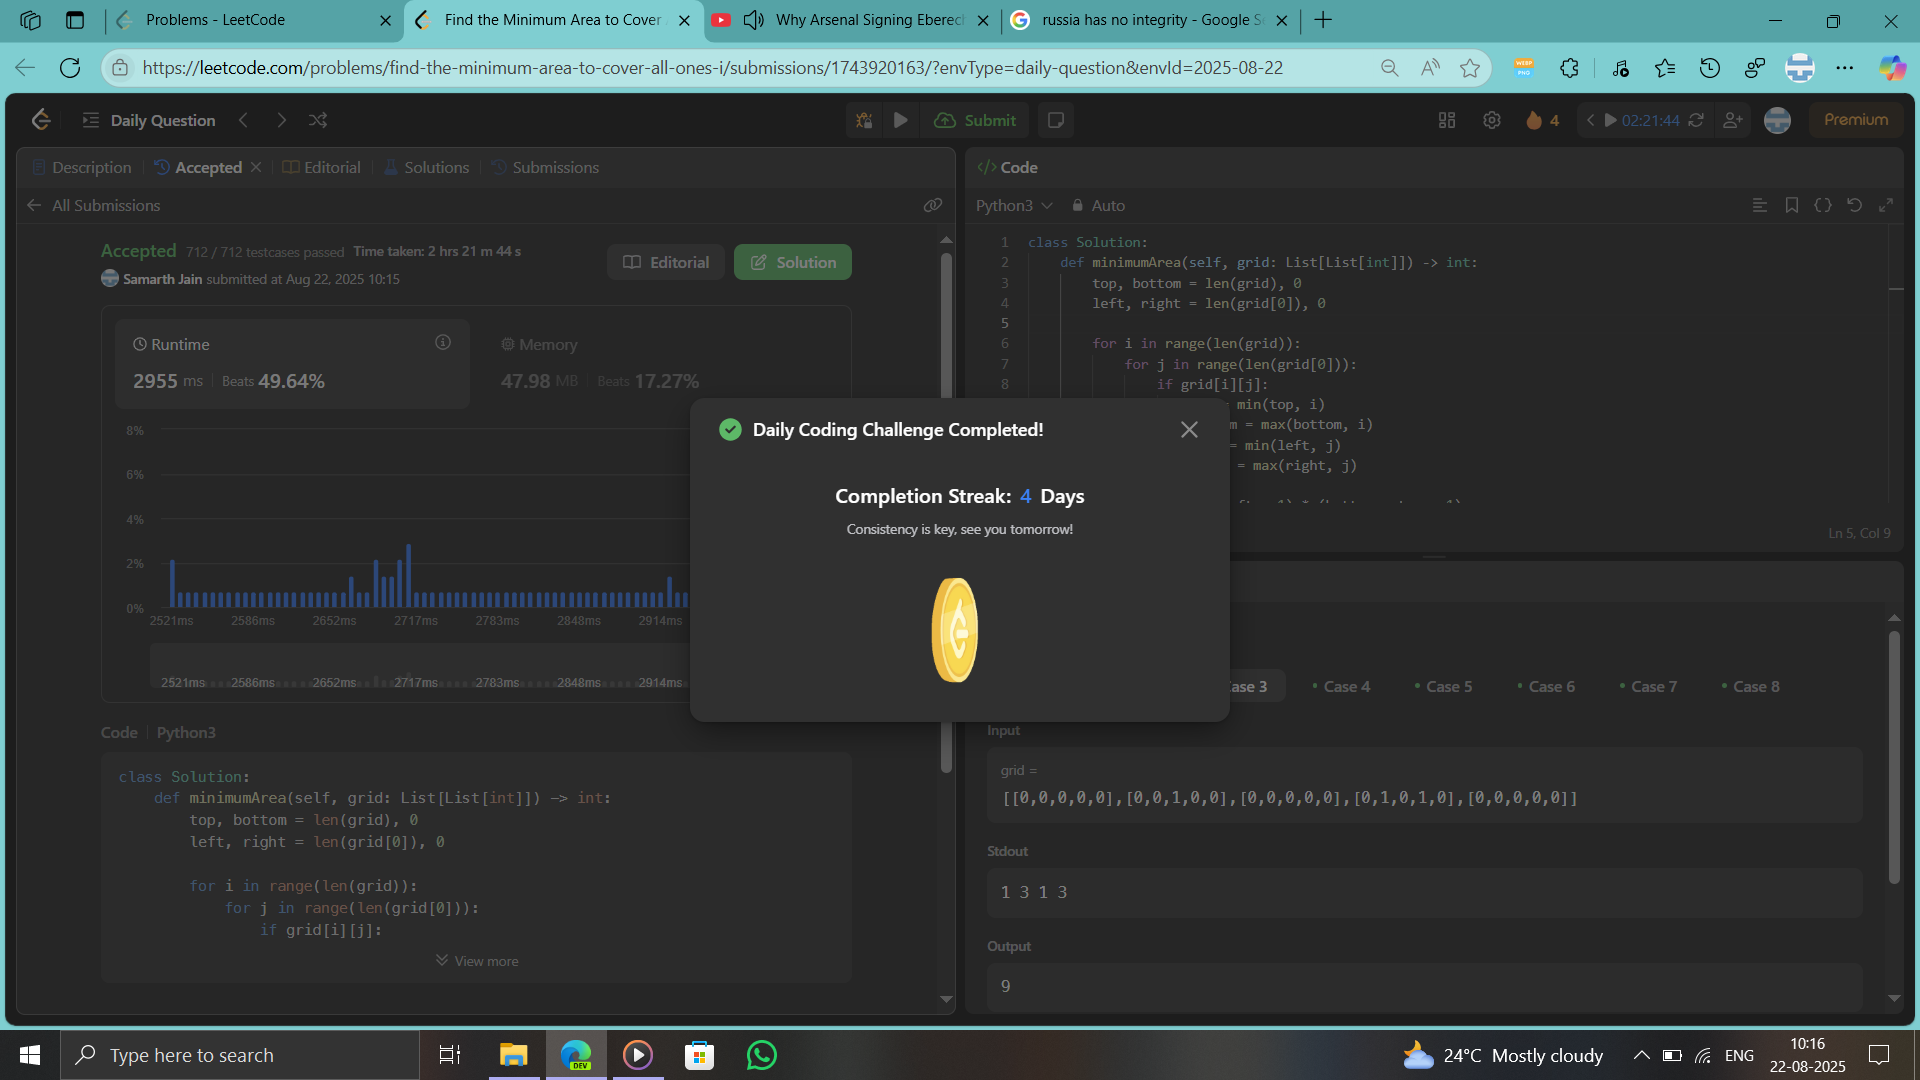 Problems - LeetCode
Find the Minimum Area to Cover
Why Arsenal Signing Eberech
russia has no integrity - Google S
https://leetcode.com/problems/find-the-minimum-area-to-cover-all-ones-i/submissions/1743920163/?envType=daily-question&envId=2025-08-22
WEBP
PNG
Daily Question
Submit
4
02:21:44
Premium
Description
Accepted
Editorial
Solutions
Submissions
All Submissions
Accepted 712 / 712 testcases passed Time taken: 2 hrs 21 m 44 s
Samarth Jain submitted at Aug 22, 2025 10:15
Editorial
Solution
Runtime
2955 ms Beats 49.64%
Memory
47.98 MB Beats 17.27%
8%
6%
4%
2%
0%
2521ms 2586ms 2652ms 2717ms 2783ms 2848ms 2914ms
2521ms 2586ms 2652ms 2717ms 2783ms 2848ms 2914ms
Code Python3
class Solution:
def minimumArea(self, grid: List[List[int]]) -> int:
top, bottom = len(grid), 0
left, right = len(grid[0]), 0
for i in range(len(grid)):
for j in range(len(grid[0])):
if grid[i][j]:
View more
</> Code
Python3 Auto
1 class Solution:
2 def minimumArea(self, grid: List[List[int]]) -> int:
3 top, bottom = len(grid), 0
4 left, right = len(grid[0]), 0
5
6 for i in range(len(grid)):
7 for j in range(len(grid[0])):
8 if grid[i][j]:
= min(top, i)
m = max(bottom, i)
= min(left, j)
= max(right, j)
Ln 5, Col 9
Daily Coding Challenge Completed!
Completion Streak: 4 Days
Consistency is key, see you tomorrow!
ase 3 Case 4 Case 5 Case 6 Case 7 Case 8
Input
grid =
[[0,0,0,0,0],[0,0,1,0,0],[0,0,0,0,0],[0,1,0,1,0],[0,0,0,0,0]]
Stdout
1 3 1 3
Output
9
Type here to search
DEV
24°C Mostly cloudy
ENG
10:16
22-08-2025